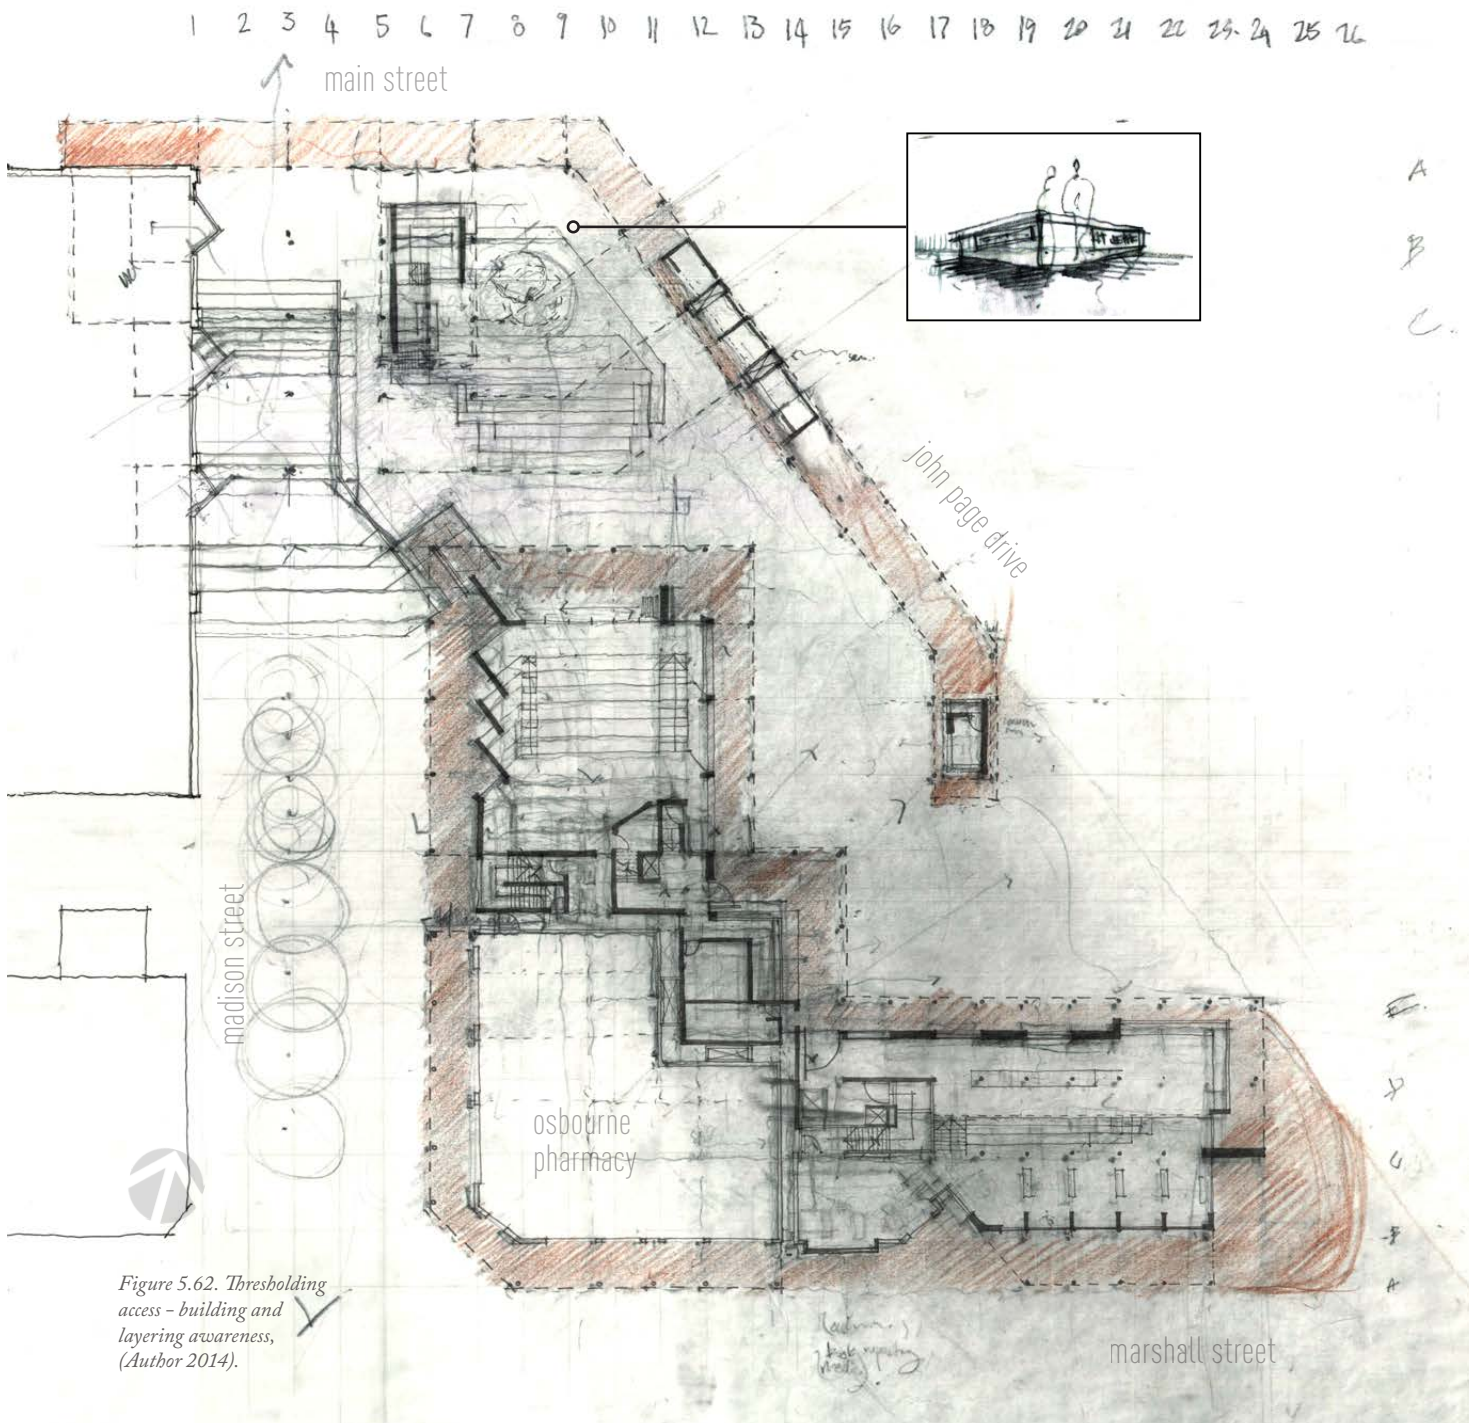 1 2 3 4 5 6 7 8 9 10 11 12 13 14 15 16 17 18 19 20 21 22 23 24 25 26
main street
A
B
C
john page drive
madison street
E
D
C
B
A
osbourne
pharmacy
Figure 5.62. Thresholding
access – building and
layering awareness,
(Author 2014).
marshall street